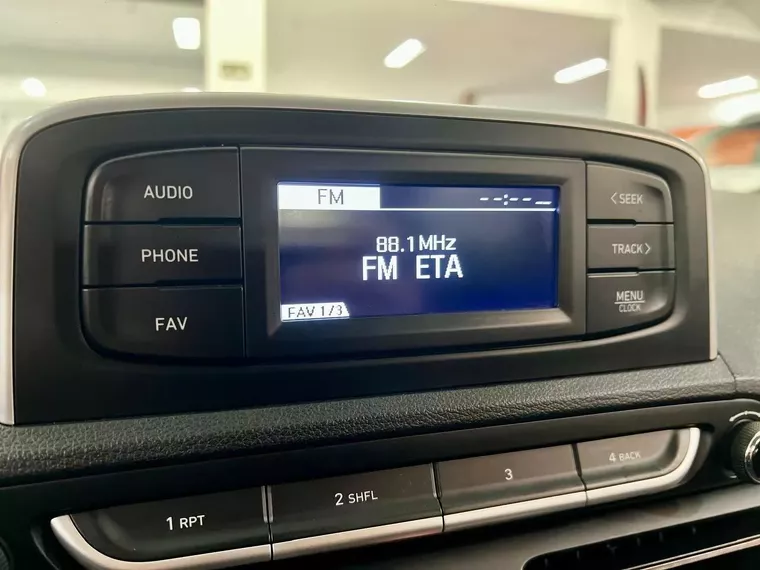 AUDIO
PHONE
FAV
FM
--:--
88.1 MHz
FM ETA
FAV 1/3
< SEEK
TRACK >
MENU
CLOCK
1 RPT
2 SHFL
3
4 BACK